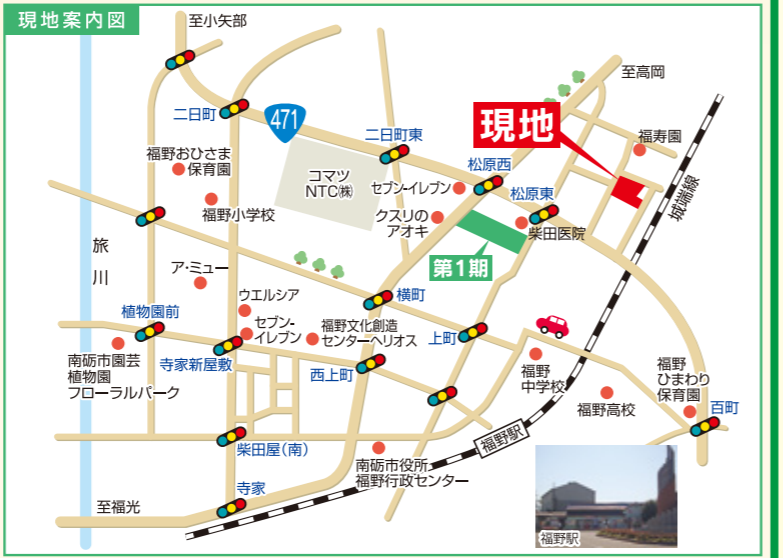 現地案内図
至小矢部
至高岡
二日町
471
二日町東
現地
福寿園
福野おひさま
保育園
コマツ
NTC㈱
松原西
セブン-イレブン
松原東
城端線
福野小学校
クスリの
アオキ
柴田医院
旅川
第1期
ア・ミュー
ウエルシア
横町
植物園前
セブン-
イレブン
福野文化創造
センターヘリオス
上町
南砺市園芸
植物園
フローラルパーク
寺家新屋敷
西上町
福野
中学校
福野
ひまわり
保育園
福野高校
百町
柴田屋(南)
福野駅
南砺市役所
福野行政センター
寺家
至福光
福野駅